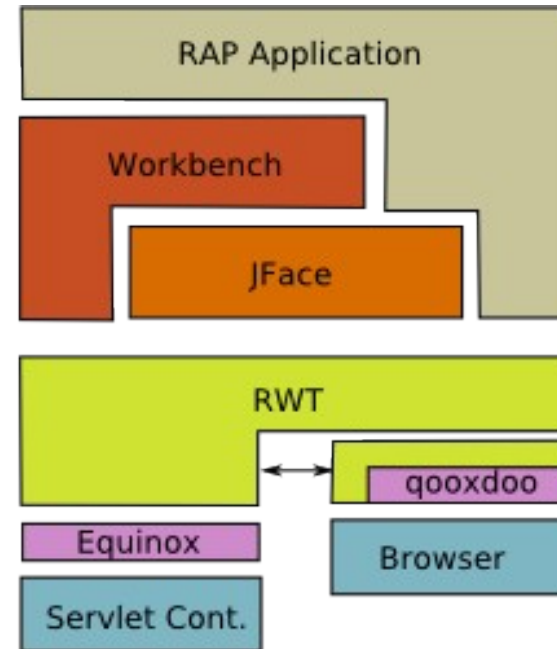 RAP Application
Workbench
JFace
RWT
qooxdoo
Equinox
Browser
Servlet Cont.